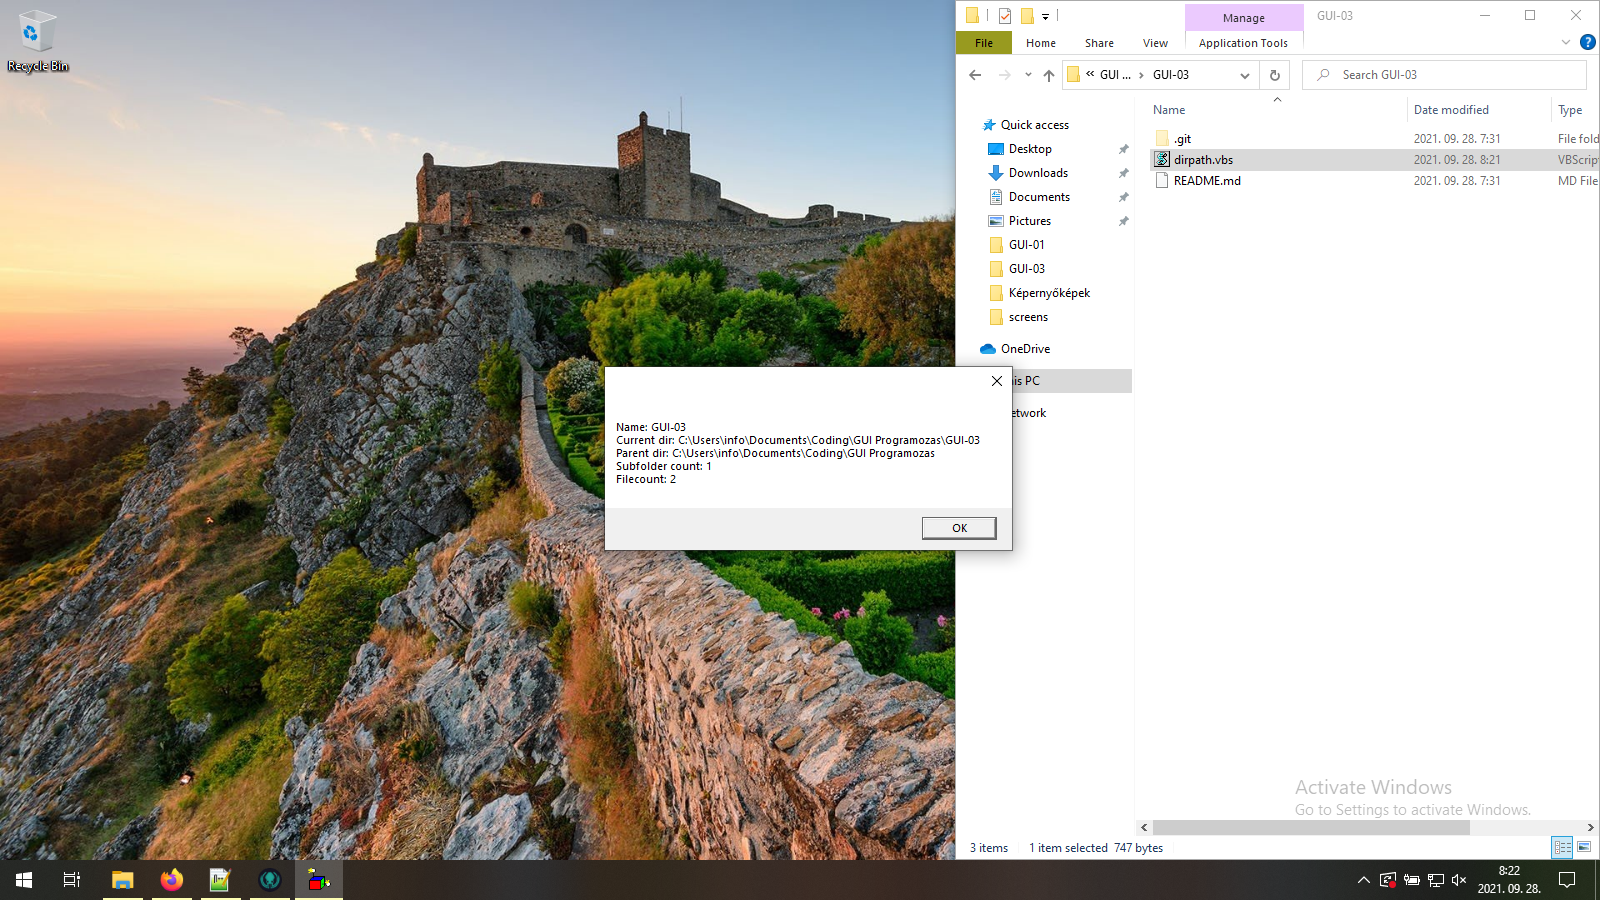 Recycle Bin
Manage
GUI-03
File
Home
Share
View
Application Tools
« GUI ... › GUI-03
Search GUI-03
Name
Date modified
Type
Quick access
Desktop
Downloads
Documents
Pictures
GUI-01
GUI-03
Képernyőképek
screens
OneDrive
is PC
etwork
.git
2021. 09. 28. 7:31
File fold
dirpath.vbs
2021. 09. 28. 8:21
VBScrip
README.md
2021. 09. 28. 7:31
MD File
Name: GUI-03
Current dir: C:\Users\info\Documents\Coding\GUI Programozas\GUI-03
Parent dir: C:\Users\info\Documents\Coding\GUI Programozas
Subfolder count: 1
Filecount: 2
OK
Activate Windows
Go to Settings to activate Windows.
3 items
1 item selected 747 bytes
8:22
2021. 09. 28.